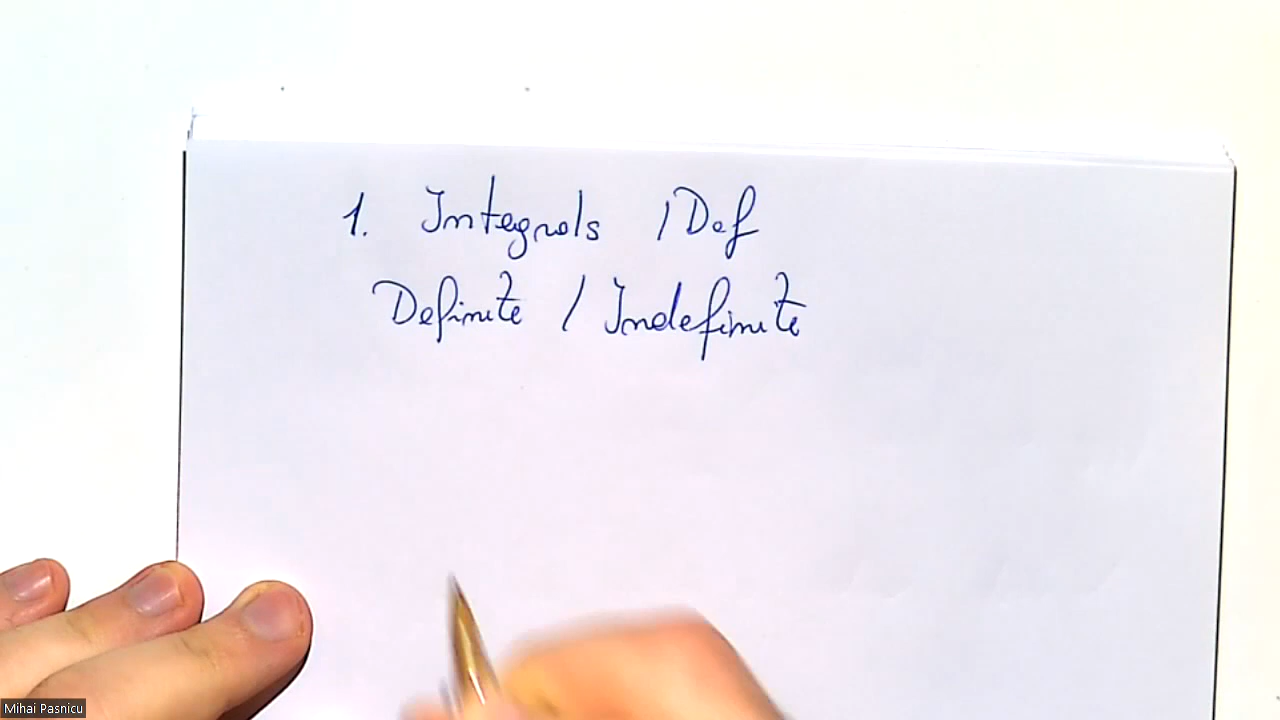 1. Integrals / Def
Definite / Indefinite
Mihai Pasnicu